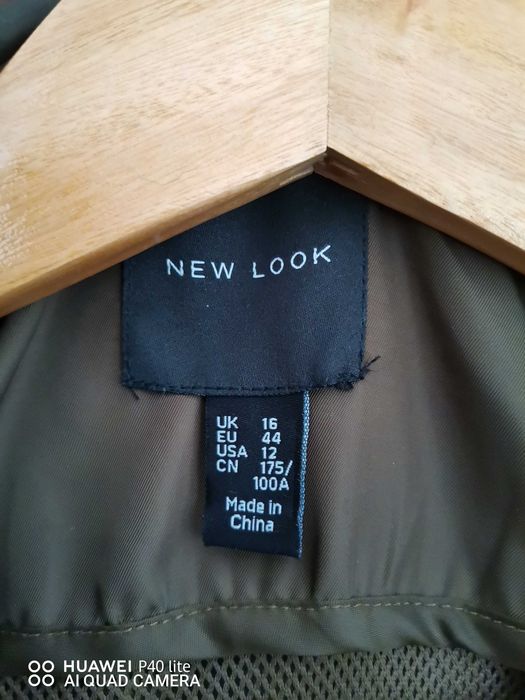 NEW LOOK
UK 16
EU 44
USA 12
CN 175/
100A
Made in
China
HUAWEI P40 lite
AI QUAD CAMERA